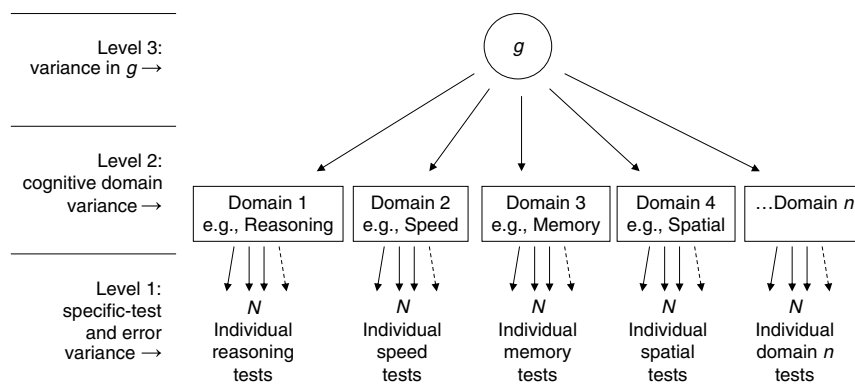 Level 3:
variance in g →
g
Level 2:
cognitive domain
variance →
Domain 1
e.g., Reasoning
Domain 2
e.g., Speed
Domain 3
e.g., Memory
Domain 4
e.g., Spatial
…Domain n
Level 1:
specific-test
and error
variance →
N
Individual
reasoning
tests
N
Individual
speed
tests
N
Individual
memory
tests
N
Individual
spatial
tests
N
Individual
domain n
tests